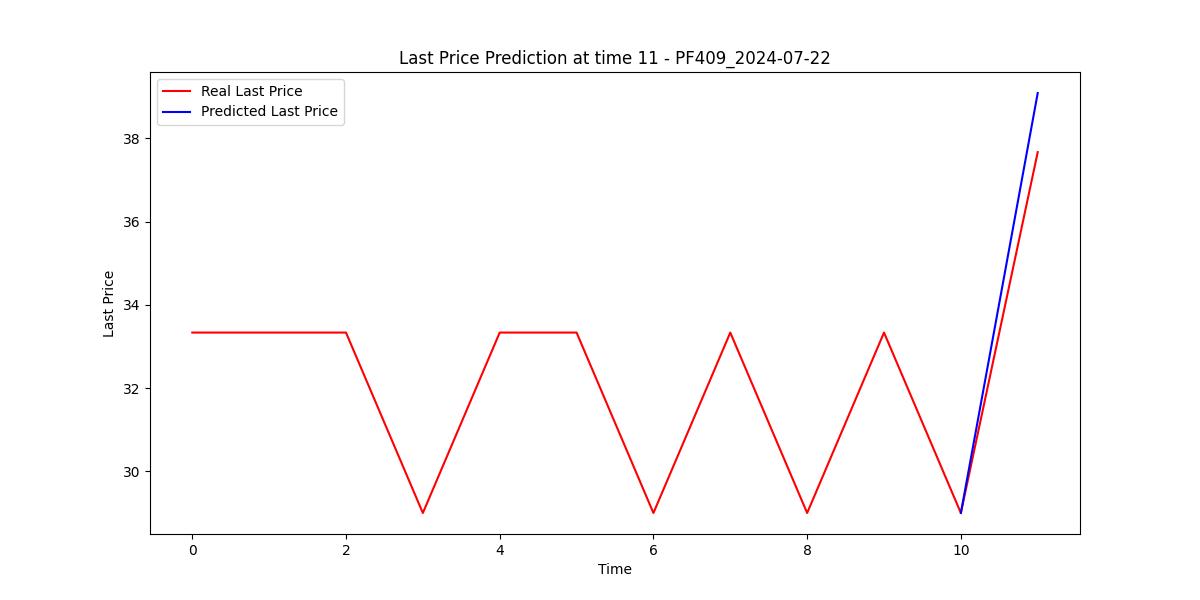 Last Price Prediction at time 11 - PF409_2024-07-22
Real Last Price
Predicted Last Price
38
36
34
32
30
Last Price
0 2 4 6 8 10
Time